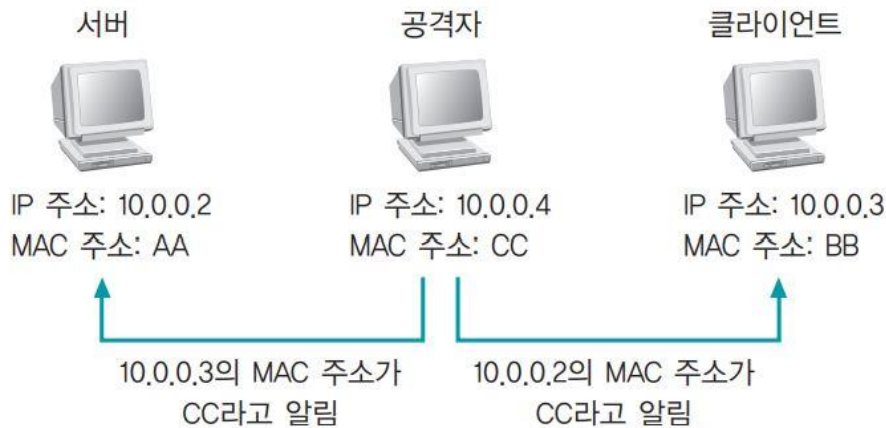 서버
공격자
클라이언트
IP 주소: 10.0.0.2
MAC 주소: AA
IP 주소: 10.0.0.4
MAC 주소: CC
IP 주소: 10.0.0.3
MAC 주소: BB
10.0.0.3의 MAC 주소가
CC라고 알림
10.0.0.2의 MAC 주소가
CC라고 알림